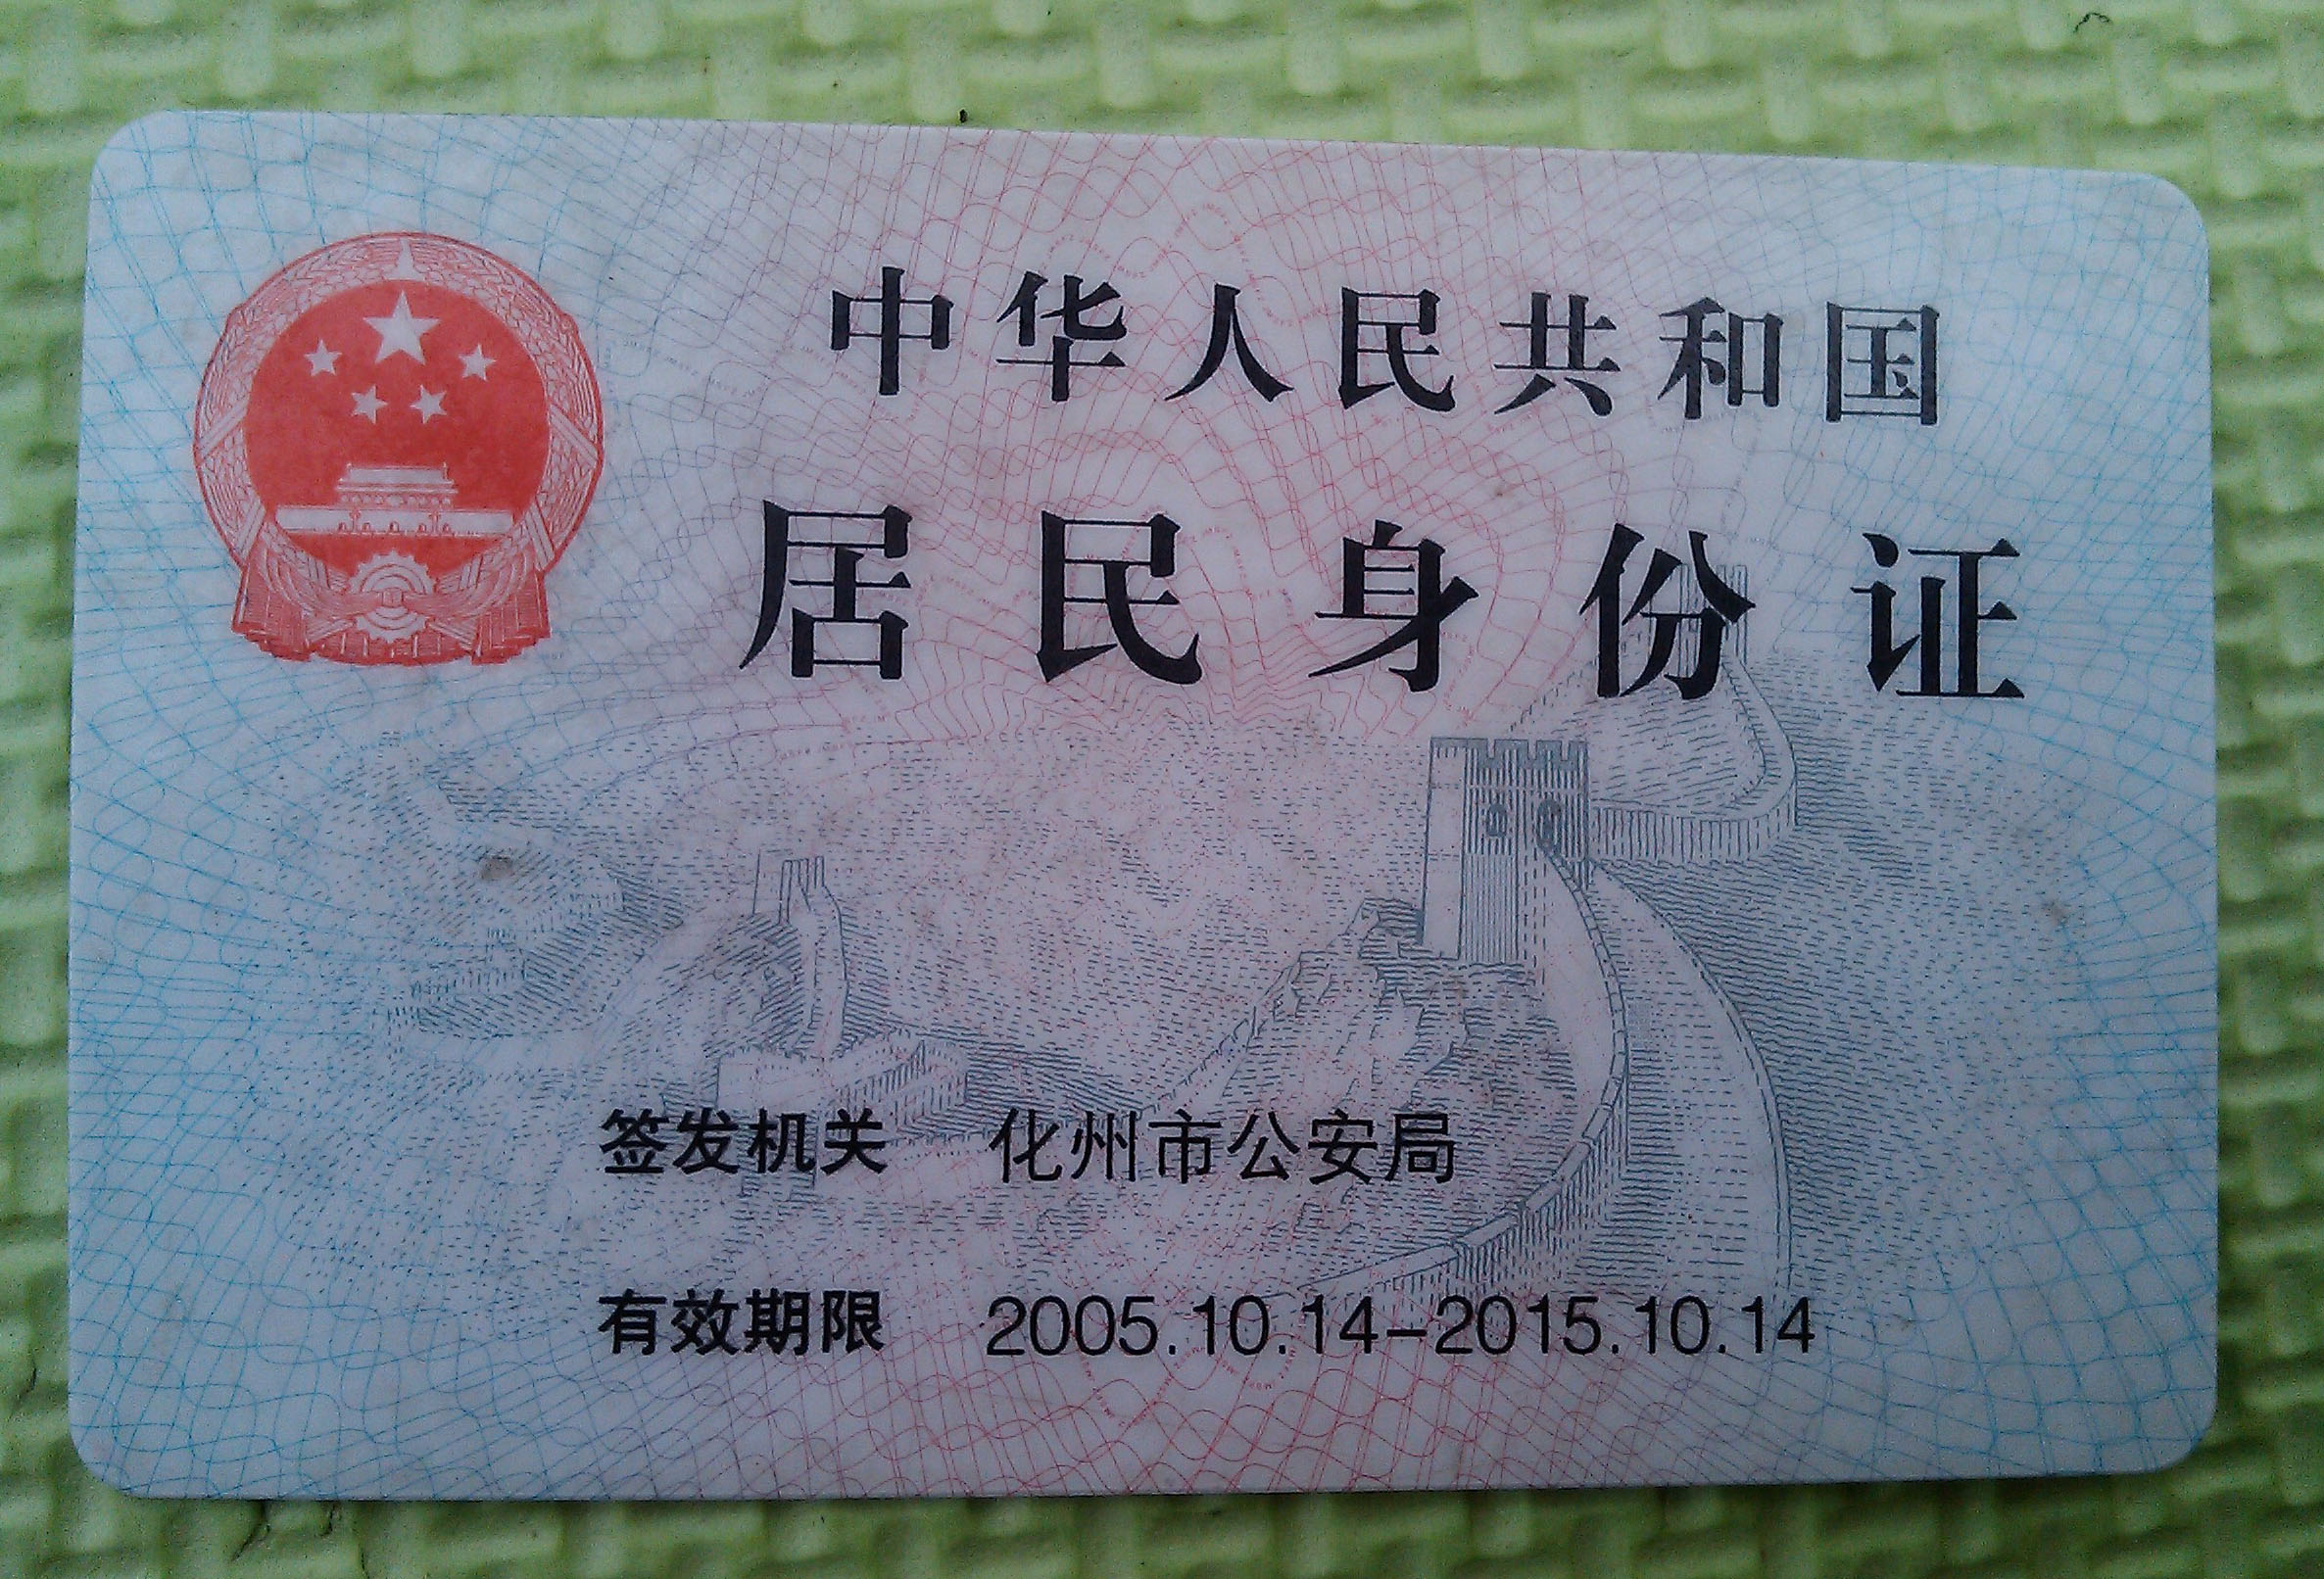 中华人民共和国
居民身份证
签发机关 化州市公安局
有效期限 2005.10.14-2015.10.14